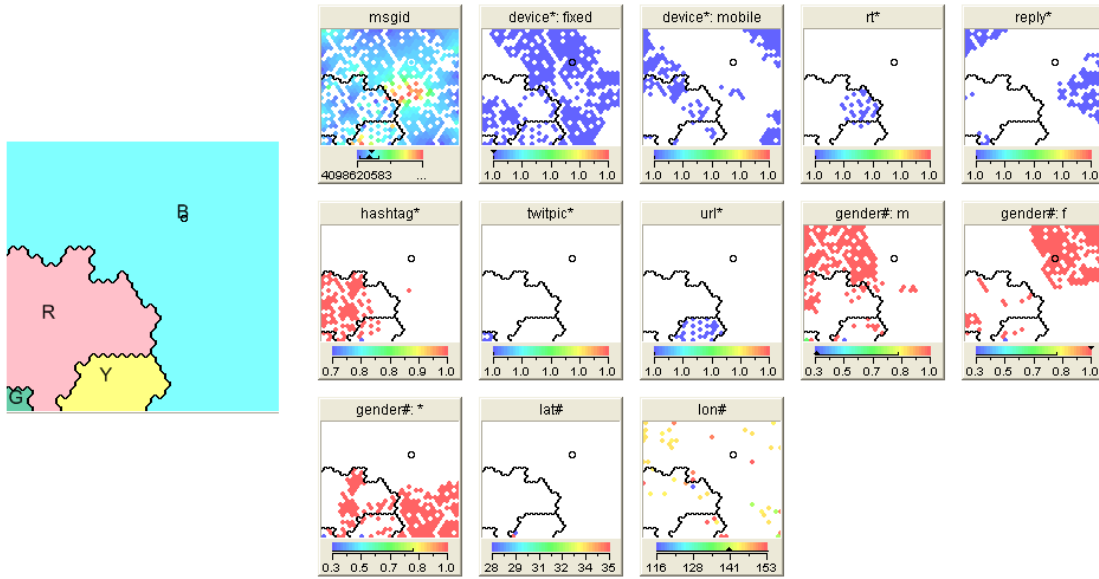 B
R
Y
G
msgid
4098620583 ...
device*: fixed
1.0 1.0 1.0 1.0 1.0
device*: mobile
1.0 1.0 1.0 1.0 1.0
rt*
1.0 1.0 1.0 1.0 1.0
reply*
1.0 1.0 1.0 1.0 1.0
hashtag*
0.7 0.8 0.8 0.9 1.0
twitpic*
1.0 1.0 1.0 1.0 1.0
url*
1.0 1.0 1.0 1.0 1.0
gender#: m
0.3 0.5 0.7 0.8 1.0
gender#: f
0.3 0.5 0.7 0.8 1.0
gender#: *
0.3 0.5 0.7 0.8 1.0
lat#
28 29 31 32 34 35
lon#
116 128 141 153